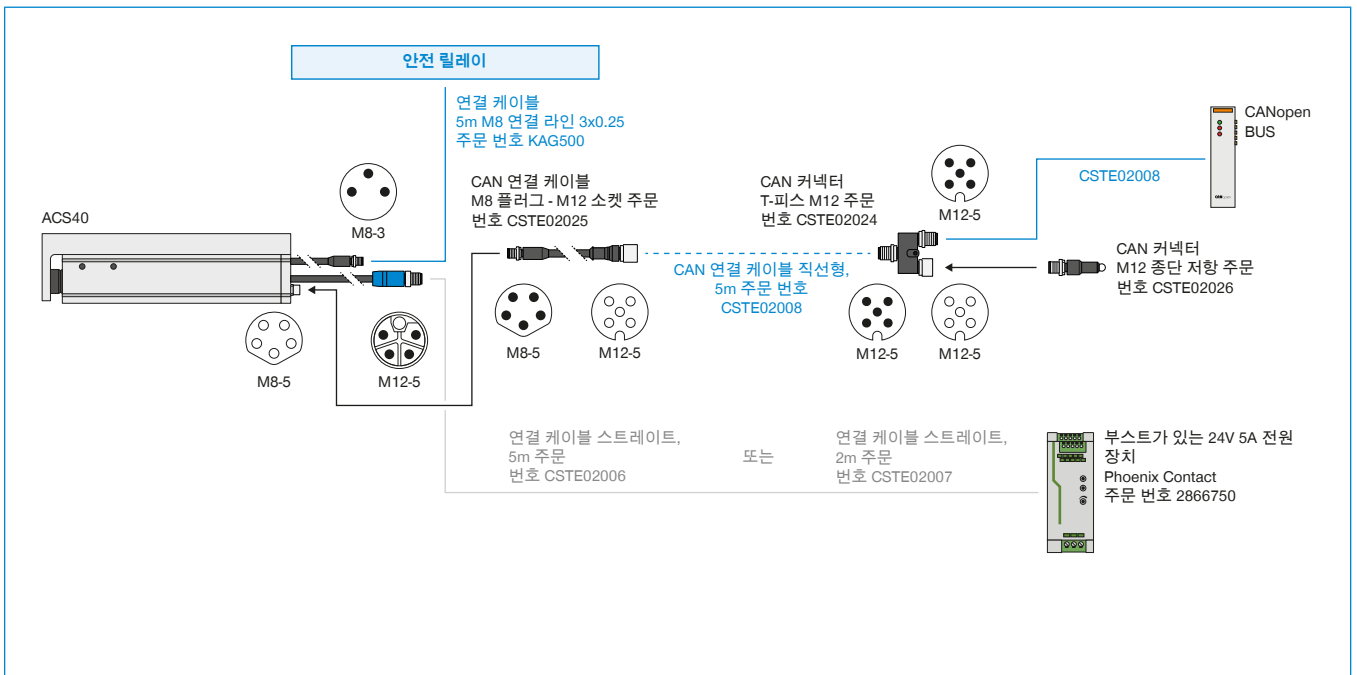 안전 릴레이
연결 케이블
5m M8 연결 라인 3x0.25
주문 번호 KAG500
CANopen
BUS
CSTE02008
CAN 연결 케이블
M8 플러그 - M12 소켓 주문
번호 CSTE02025
CAN 커넥터
T-피스 M12 주문
번호 CSTE02024
M12-5
ACS40
M8-3
CAN 연결 케이블 직선형,
5m 주문 번호
CSTE02008
CAN 커넥터
M12 종단 저항 주문
번호 CSTE02026
M8-5
M12-5
M8-5
M12-5
M12-5
M12-5
연결 케이블 스트레이트,
5m 주문
번호 CSTE02006
또는
연결 케이블 스트레이트,
2m 주문
번호 CSTE02007
부스트가 있는 24V 5A 전원
장치
Phoenix Contact
주문 번호 2866750